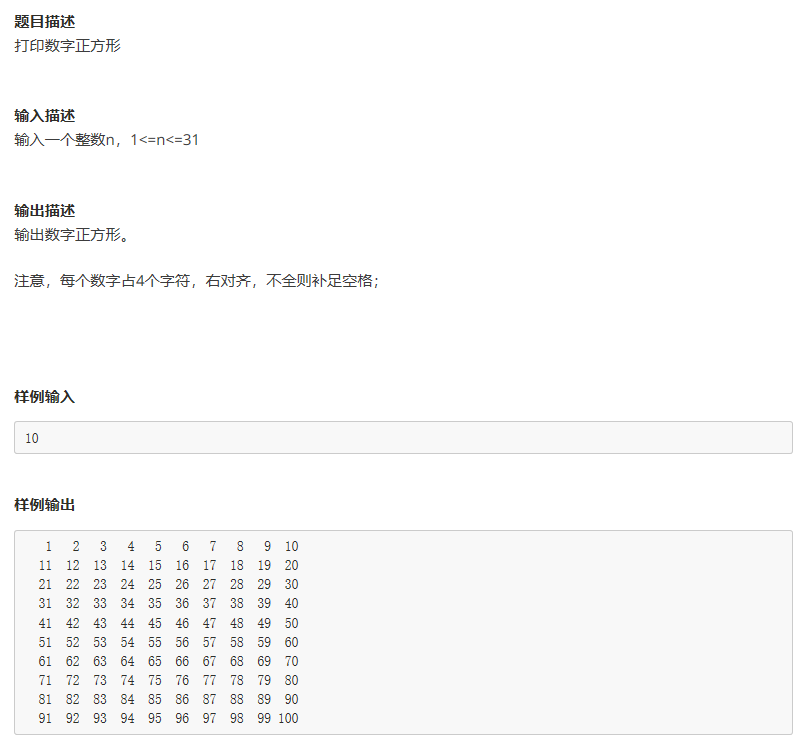 题目描述
打印数字正方形
输入描述
输入一个整数n，1<=n<=31
输出描述
输出数字正方形。
注意，每个数字占4个字符，右对齐，不全则补足空格；
样例输入
10
样例输出
   1   2   3   4   5   6   7   8   9  10
  11  12  13  14  15  16  17  18  19  20
  21  22  23  24  25  26  27  28  29  30
  31  32  33  34  35  36  37  38  39  40
  41  42  43  44  45  46  47  48  49  50
  51  52  53  54  55  56  57  58  59  60
  61  62  63  64  65  66  67  68  69  70
  71  72  73  74  75  76  77  78  79  80
  81  82  83  84  85  86  87  88  89  90
  91  92  93  94  95  96  97  98  99 100